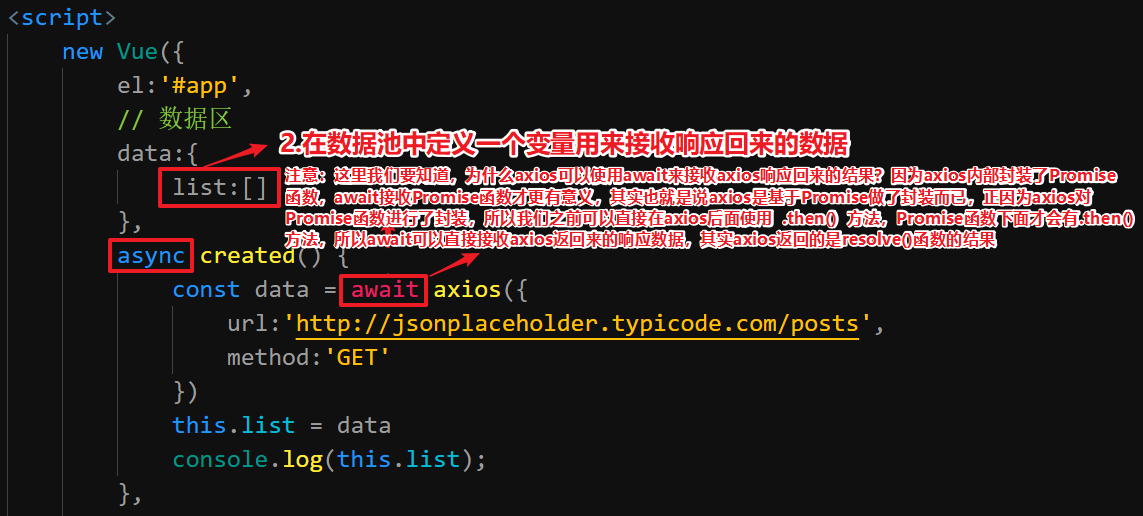 <script>
new Vue({
el:'#app',
// 数据区
data:{
2.在数据池中定义一个变量用来接收响应回来的数据
list:[]
注意：这里我们要知道，为什么axios可以使用await来接收axios响应回来的结果？因为axios内部封装了Promise
函数，await接收Promise函数才更有意义，其实也就是说axios是基于Promise做了封装而已，正因为axios对
Promise函数进行了封装，所以我们之前可以直接在axios后面使用 .then() 方法，Promise函数下面才会有.then()
方法，所以await可以直接接收axios返回来的响应数据，其实axios返回的是resolve()函数的结果
},
async created() {
const data = await axios({
url:'http://jsonplaceholder.typicode.com/posts',
method:'GET'
})
this.list = data
console.log(this.list);
},